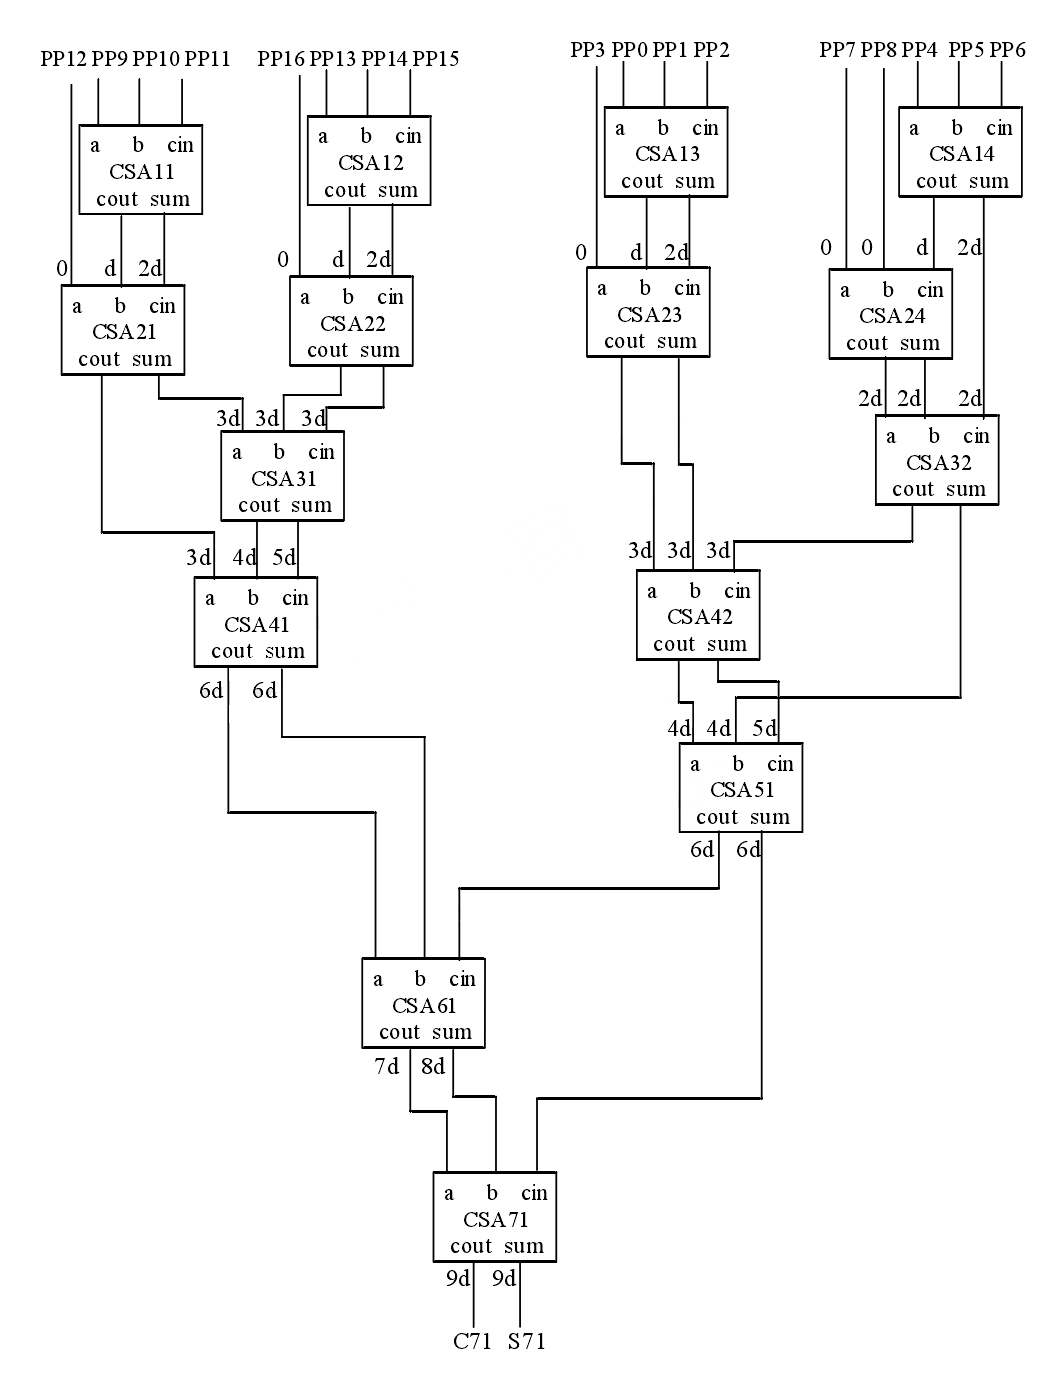 PP12 PP9 PP10 PP11 PP16 PP13 PP14 PP15 PP3 PP0 PP1 PP2 PP7 PP8 PP4 PP5 PP6
a b cin
CSA11
cout sum
a b cin
CSA12
cout sum
a b cin
CSA13
cout sum
a b cin
CSA14
cout sum
0 d 2d
0 d 2d
0 d 2d
0 0 d 2d
a b cin
CSA21
cout sum
a b cin
CSA22
cout sum
a b cin
CSA23
cout sum
a b cin
CSA24
cout sum
3d 3d 3d
2d 2d 2d
a b cin
CSA31
cout sum
a b cin
CSA32
cout sum
3d 4d 5d
3d 3d 3d
a b cin
CSA41
cout sum
a b cin
CSA42
cout sum
6d 6d
4d 4d 5d
a b cin
CSA51
cout sum
6d 6d
a b cin
CSA61
cout sum
7d 8d
a b cin
CSA71
cout sum
9d 9d
C71 S71